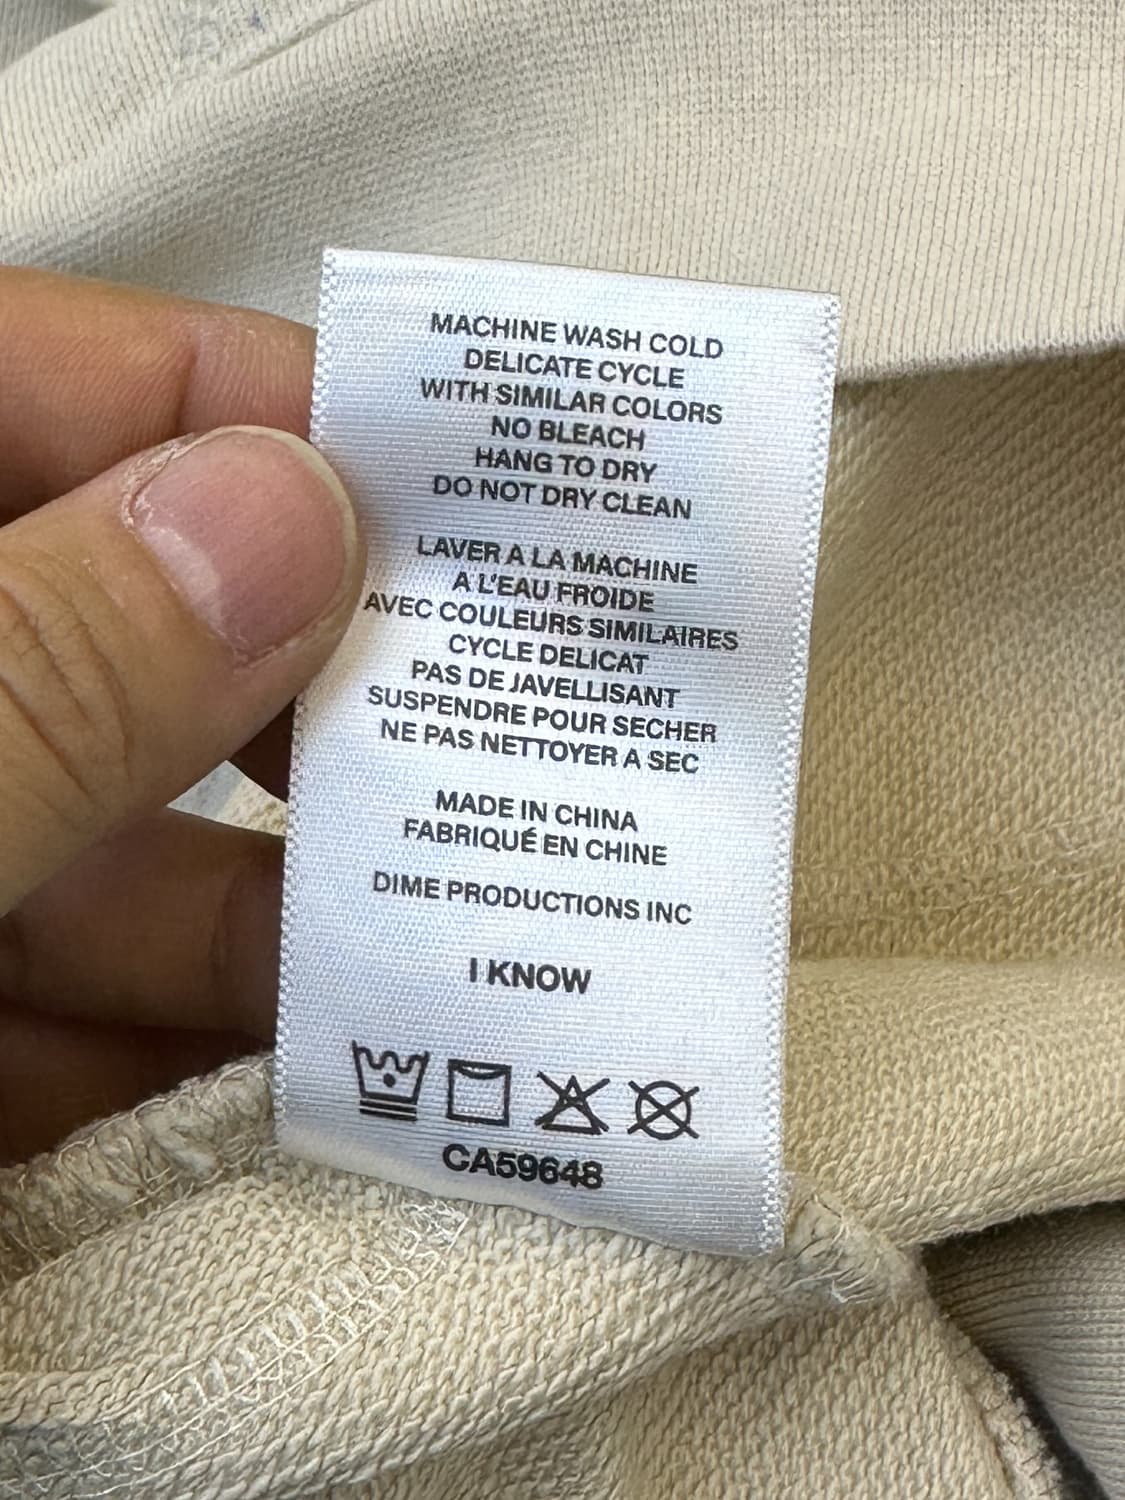 MACHINE WASH COLD
DELICATE CYCLE
WITH SIMILAR COLORS
NO BLEACH
HANG TO DRY
DO NOT DRY CLEAN
LAVER A LA MACHINE
A L'EAU FROIDE
AVEC COULEURS SIMILAIRES
CYCLE DELICAT
PAS DE JAVELLISANT
SUSPENDRE POUR SECHER
NE PAS NETTOYER A SEC
MADE IN CHINA
FABRIQUÉ EN CHINE
DIME PRODUCTIONS INC
I KNOW
CA59648